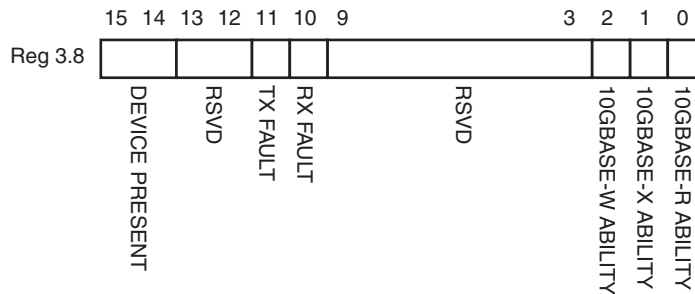 15 14 13 12 11 10 9 3 2 1 0
Reg 3.8
DEVICE PRESENT
RSVD
TX FAULT
RX FAULT
RSVD
10GBASE-W ABILITY
10GBASE-X ABILITY
10GBASE-R ABILITY